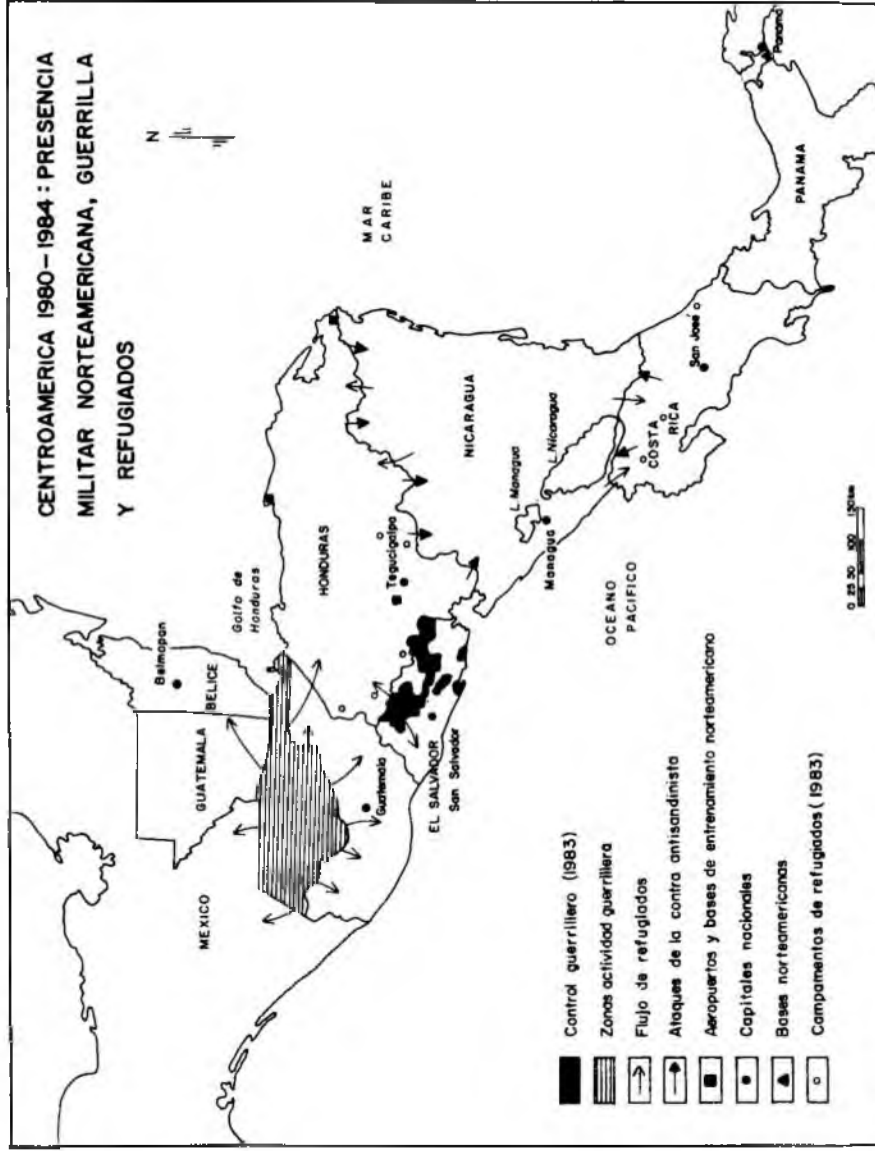 CENTROAMERICA 1980-1984: PRESENCIA
MILITAR NORTEAMERICANA, GUERRILLA
Y REFUGIADOS
N
MAR
CARIBE
Golfo de
Honduras
Belmopan
BELICE
GUATEMALA
MEXICO
Guatemala
HONDURAS
Tegucigalpa
EL SALVADOR
San Salvador
NICARAGUA
L. Managua
L. Nicaragua
Managua
OCEANO
PACIFICO
COSTA
RICA
San José
PANAMA
Panamá
Control guerrillero (1983)
Zonas actividad guerrillera
Flujo de refugiados
Ataques de la contra antisandinista
Aeropuertos y bases de entrenamiento norteamericano
Capitales nacionales
Bases norteamericanas
Campamentos de refugiados (1983)
0 25 50 100 150 km